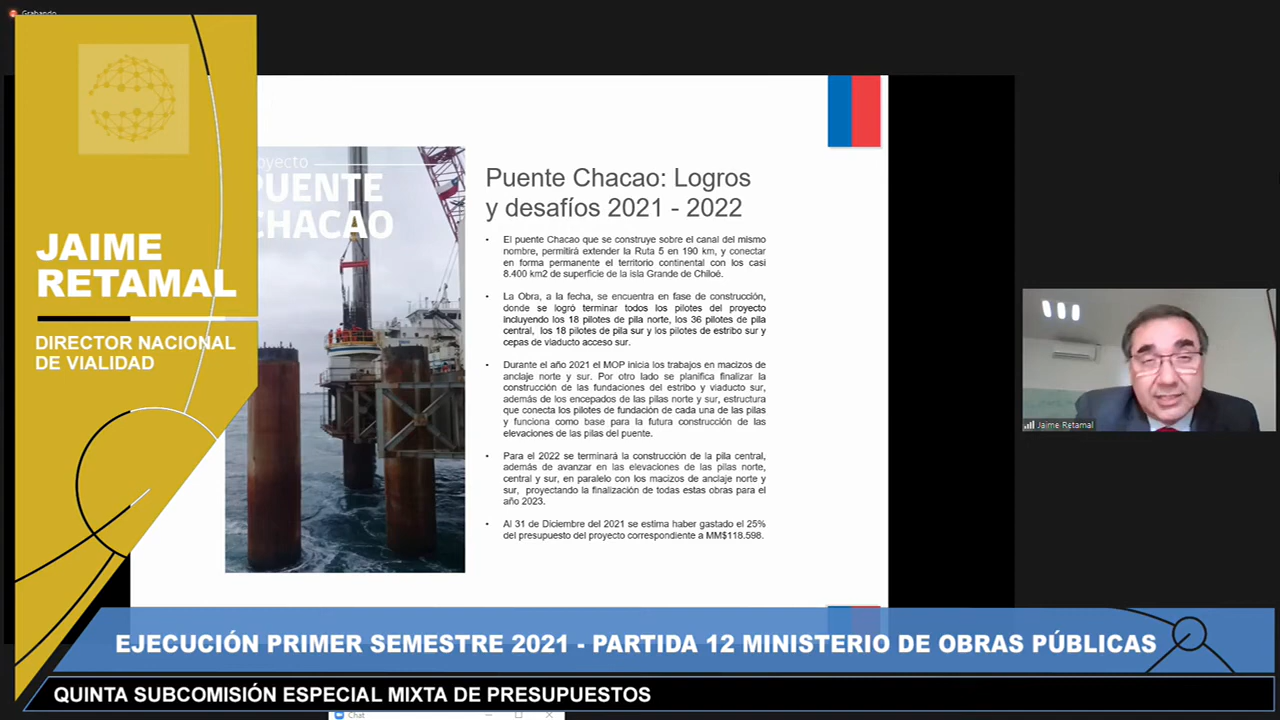 Grabando
JAIME
RETAMAL
DIRECTOR NACIONAL
DE VIALIDAD
oyecto
PUENTE
CHACAO
Puente Chacao: Logros
y desafíos 2021 - 2022
• El puente Chacao que se construye sobre el canal del mismo
nombre, permitirá extender la Ruta 5 en 190 km, y conectar
en forma permanente el territorio continental con los casi
8.400 km2 de superficie de la isla Grande de Chiloé.
• La Obra, a la fecha, se encuentra en fase de construcción,
donde se logró terminar todos los pilotes del proyecto
incluyendo los 18 pilotes de pila norte, los 36 pilotes de pila
central, los 18 pilotes de pila sur y los pilotes de estribo sur y
cepas de viaducto acceso sur.
• Durante el año 2021 el MOP inicia los trabajos en macizos de
anclaje norte y sur. Por otro lado se planifica finalizar la
construcción de las fundaciones del estribo y viaducto sur,
además de los encepados de las pilas norte y sur, estructura
que conecta los pilotes de fundación de cada una de las pilas
y funciona como base para la futura construcción de las
elevaciones de las pilas del puente.
• Para el 2022 se terminará la construcción de la pila central,
además de avanzar en las elevaciones de las pilas norte,
central y sur, en paralelo con los macizos de anclaje norte y
sur, proyectando la finalización de todas estas obras para el
año 2023.
• Al 31 de Diciembre del 2021 se estima haber gastado el 25%
del presupuesto del proyecto correspondiente a MM$118.598.
Jaime Retamal
EJECUCIÓN PRIMER SEMESTRE 2021 - PARTIDA 12 MINISTERIO DE OBRAS PÚBLICAS
QUINTA SUBCOMISIÓN ESPECIAL MIXTA DE PRESUPUESTOS
Chat